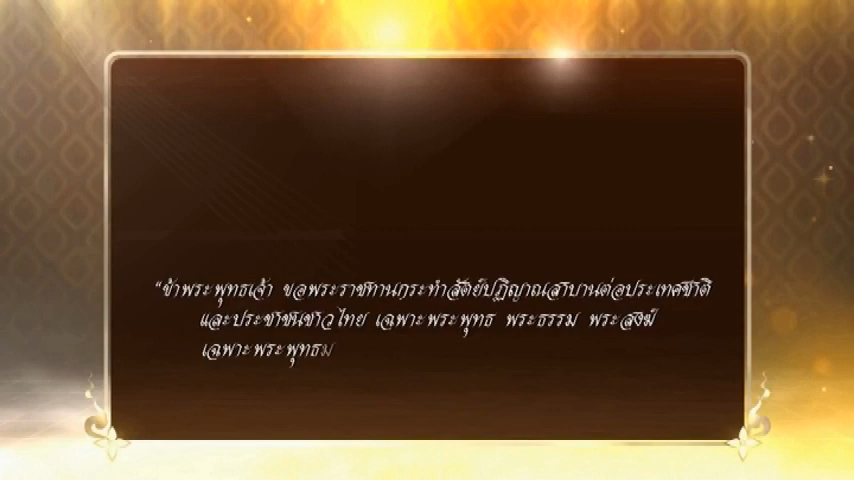 “ข้าพระพุทธเจ้า ขอพระราชทานกระทำสัตย์ปฏิญาณสาบานต่อประเทศชาติ
และประชาชนชาวไทย เฉพาะพระพุทธ พระธรรม พระสงฆ์
เฉพาะพระพุทธม